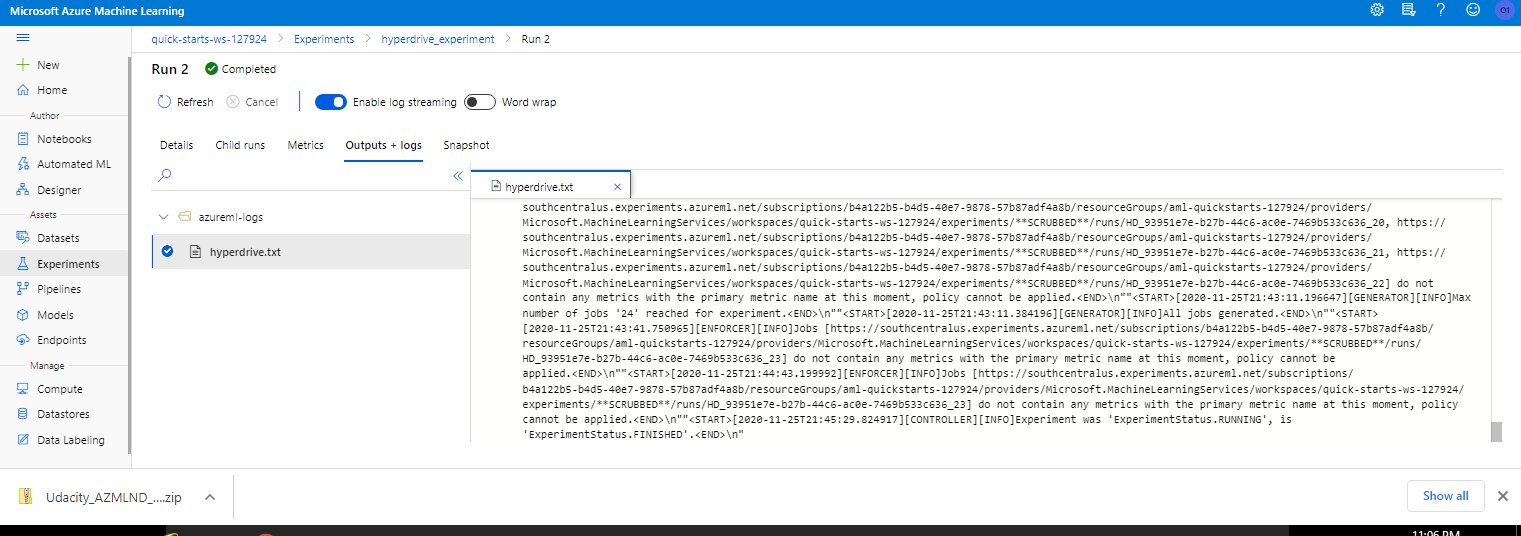 Microsoft Azure Machine Learning
O1
quick-starts-ws-127924 > Experiments > hyperdrive_experiment > Run 2
Run 2 Completed
Refresh Cancel Enable log streaming Word wrap
Details Child runs Metrics Outputs + logs Snapshot
New
Home
Author
Notebooks
Automated ML
Designer
Assets
Datasets
Experiments
Pipelines
Models
Endpoints
Manage
Compute
Datastores
Data Labeling
azureml-logs
hyperdrive.txt
hyperdrive.txt ×
southcentralus.experiments.azureml.net/subscriptions/b4a122b5-b4d5-40e7-9878-57b87adf4a8b/resourceGroups/aml-quickstarts-127924/providers/
Microsoft.MachineLearningServices/workspaces/quick-starts-ws-127924/experiments/**SCRUBBED**/runs/HD_93951e7e-b27b-44c6-ac0e-7469b533c636_20, https://
southcentralus.experiments.azureml.net/subscriptions/b4a122b5-b4d5-40e7-9878-57b87adf4a8b/resourceGroups/aml-quickstarts-127924/providers/
Microsoft.MachineLearningServices/workspaces/quick-starts-ws-127924/experiments/**SCRUBBED**/runs/HD_93951e7e-b27b-44c6-ac0e-7469b533c636_21, https://
southcentralus.experiments.azureml.net/subscriptions/b4a122b5-b4d5-40e7-9878-57b87adf4a8b/resourceGroups/aml-quickstarts-127924/providers/
Microsoft.MachineLearningServices/workspaces/quick-starts-ws-127924/experiments/**SCRUBBED**/runs/HD_93951e7e-b27b-44c6-ac0e-7469b533c636_22] do not
contain any metrics with the primary metric name at this moment, policy cannot be applied.<END>\n""<START>[2020-11-25T21:43:11.196647][GENERATOR][INFO]Max
number of jobs '24' reached for experiment.<END>\n""<START>[2020-11-25T21:43:11.384196][GENERATOR][INFO]All jobs generated.<END>\n""<START>
[2020-11-25T21:43:41.750965][ENFORCER][INFO]Jobs [https://southcentralus.experiments.azureml.net/subscriptions/b4a122b5-b4d5-40e7-9878-57b87adf4a8b/
resourceGroups/aml-quickstarts-127924/providers/Microsoft.MachineLearningServices/workspaces/quick-starts-ws-127924/experiments/**SCRUBBED**/runs/
HD_93951e7e-b27b-44c6-ac0e-7469b533c636_23] do not contain any metrics with the primary metric name at this moment, policy cannot be
applied.<END>\n""<START>[2020-11-25T21:44:43.199992][ENFORCER][INFO]Jobs [https://southcentralus.experiments.azureml.net/subscriptions/
b4a122b5-b4d5-40e7-9878-57b87adf4a8b/resourceGroups/aml-quickstarts-127924/providers/Microsoft.MachineLearningServices/workspaces/quick-starts-ws-127924/
experiments/**SCRUBBED**/runs/HD_93951e7e-b27b-44c6-ac0e-7469b533c636_23] do not contain any metrics with the primary metric name at this moment, policy
cannot be applied.<END>\n""<START>[2020-11-25T21:45:29.824917][CONTROLLER][INFO]Experiment was 'ExperimentStatus.RUNNING', is
'ExperimentStatus.FINISHED'.<END>\n"
Udacity_AZMLND_....zip
Show all
11:06 PM